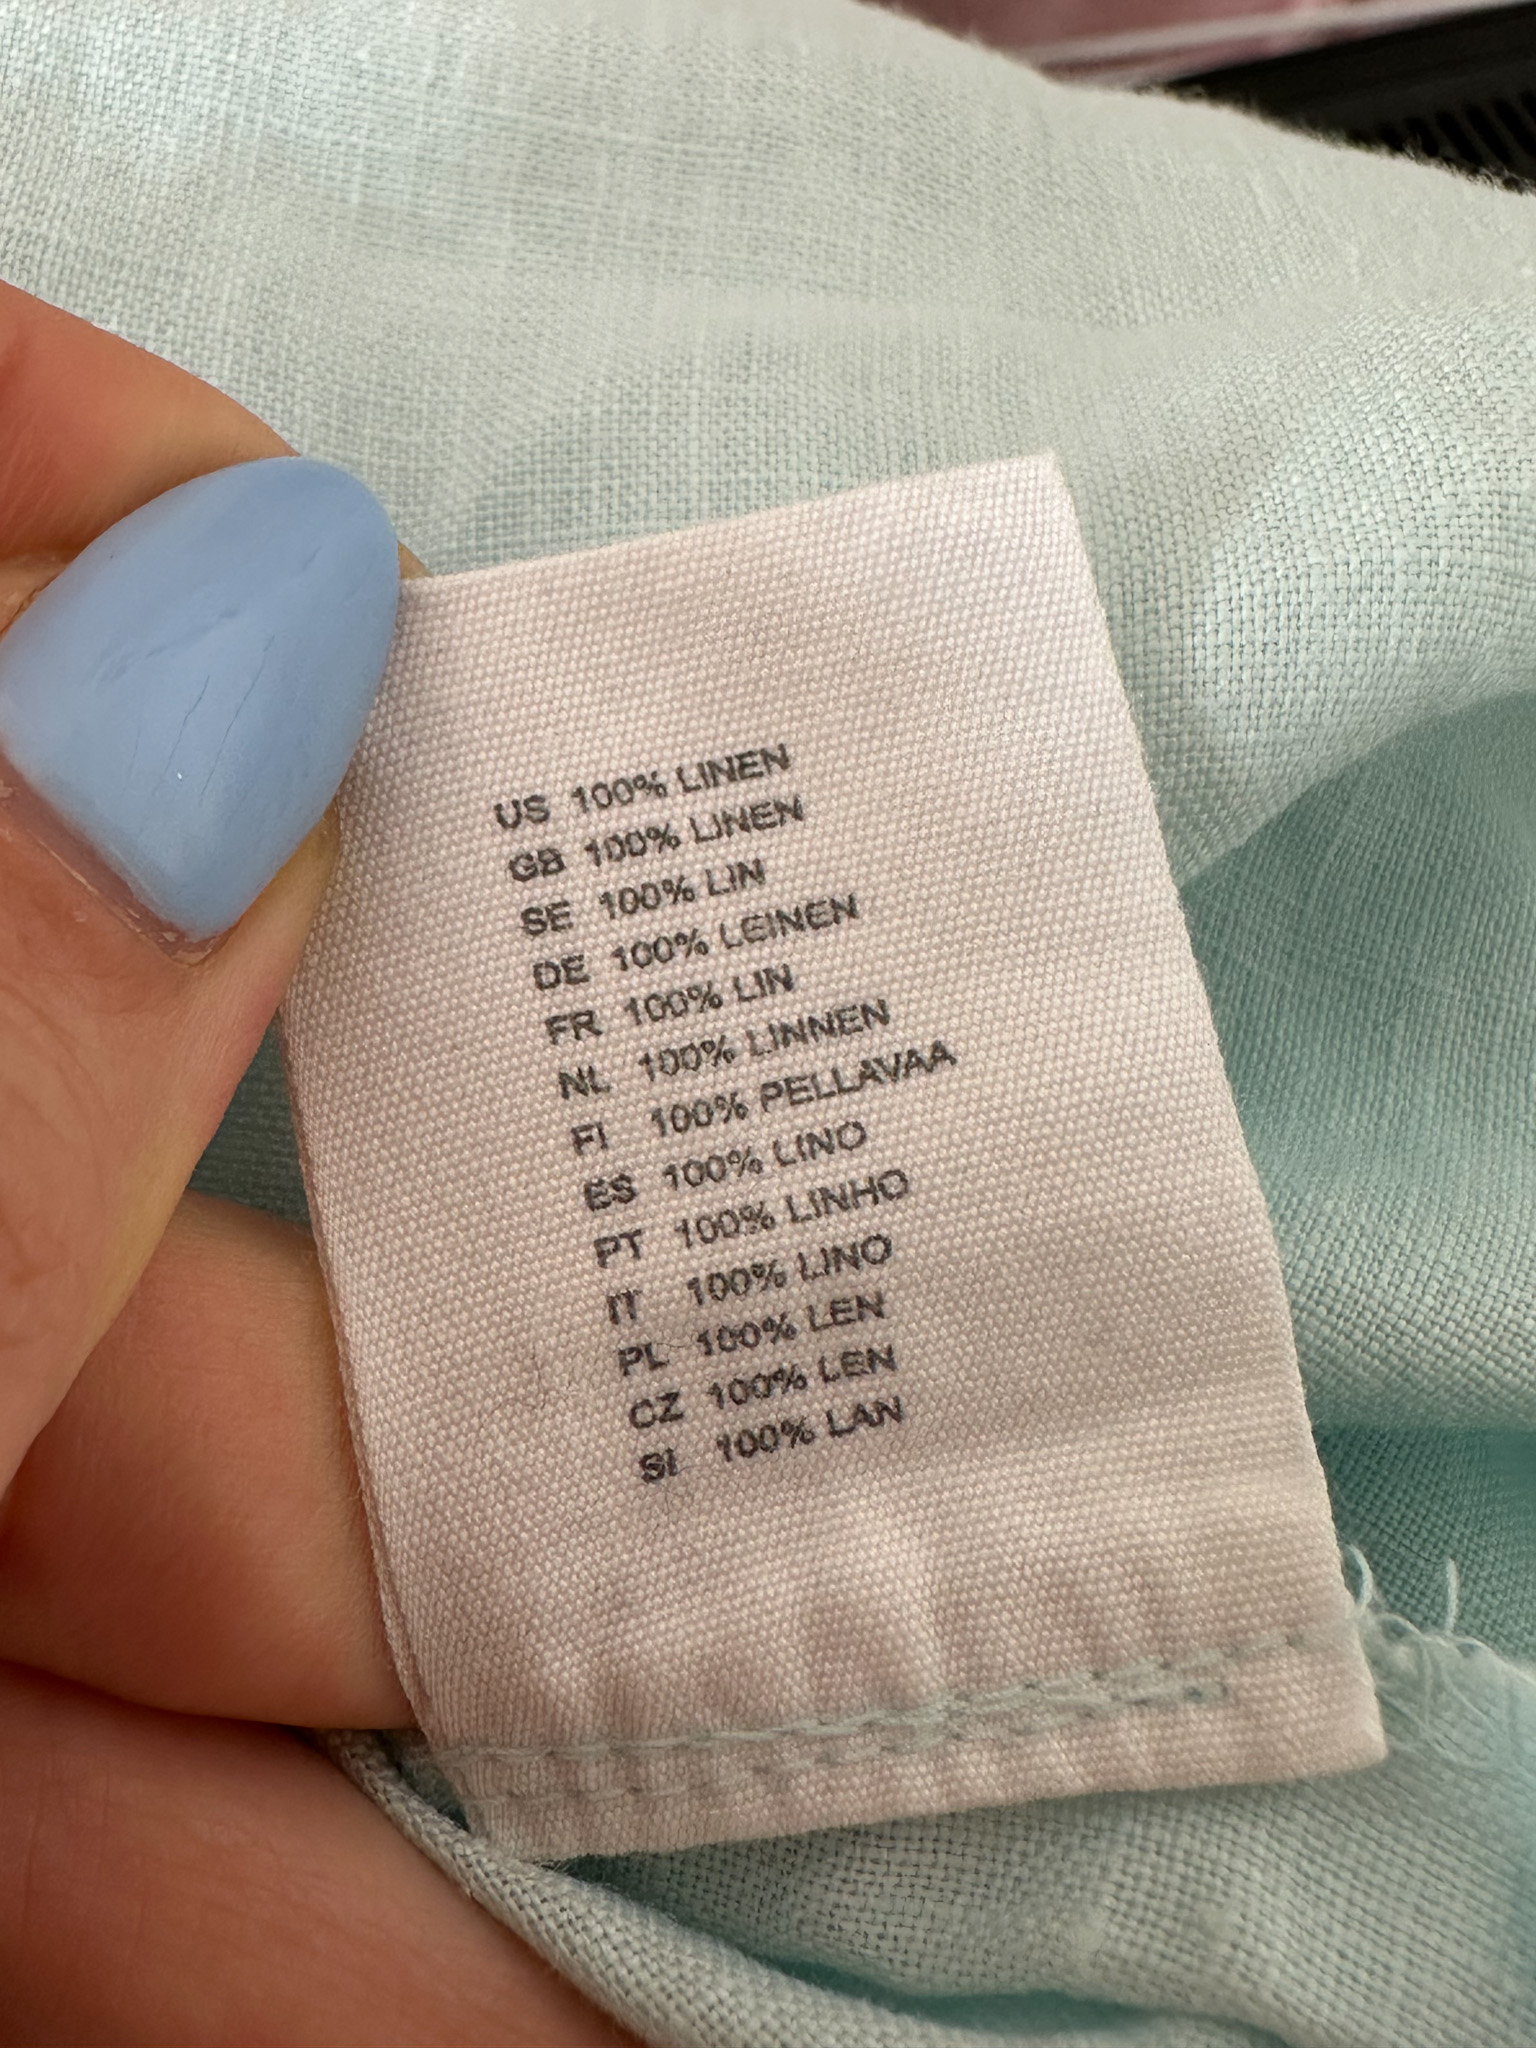 US 100% LINEN
GB 100% LINEN
SE 100% LIN
DE 100% LEINEN
FR 100% LIN
NL 100% LINNEN
FI 100% PELLAVAA
ES 100% LINO
PT 100% LINHO
IT 100% LINO
PL 100% LEN
CZ 100% LEN
SI 100% LAN